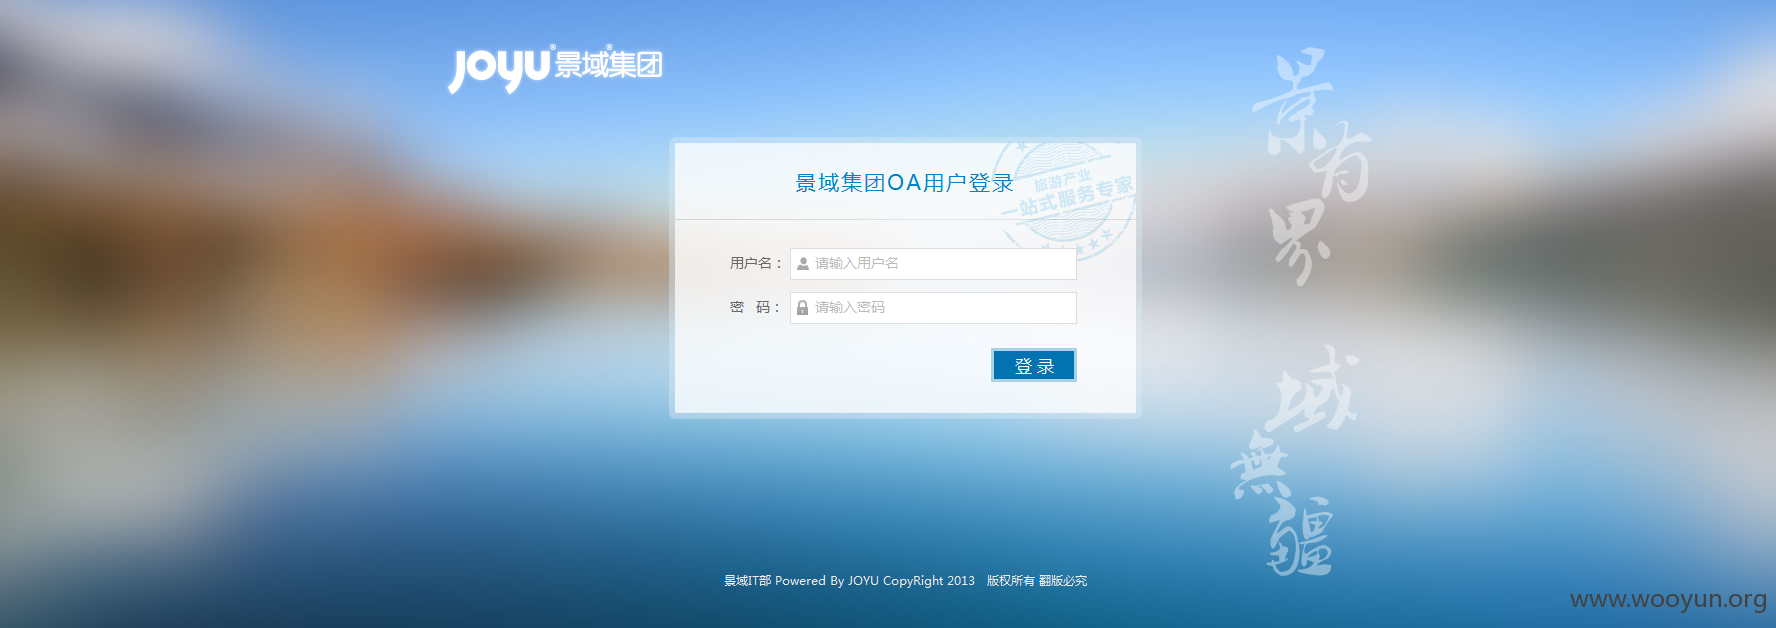 JOYU®景域®集团
景有界
域無疆
旅游产业
一站式服务专家
景域集团OA用户登录
用户名： 请输入用户名
密 码： 请输入密码
登 录
景域IT部 Powered By JOYU CopyRight 2013 版权所有 翻版必究
www.wooyun.org